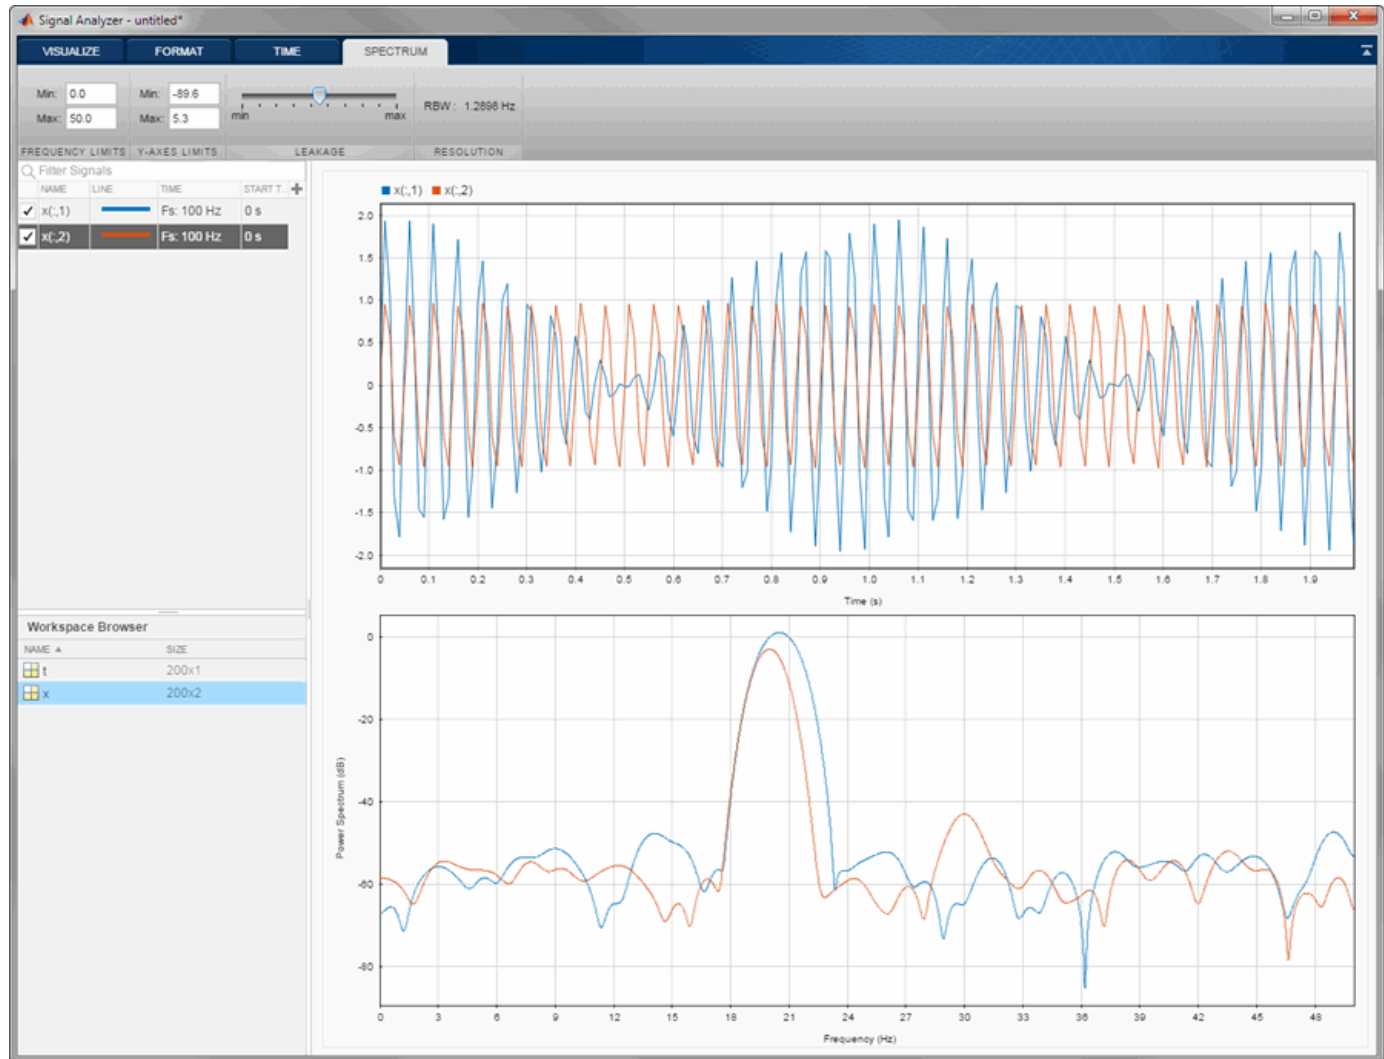 Signal Analyzer - untitled*
VISUALIZE FORMAT TIME SPECTRUM
Min: 0.0 Min: -89.6
Max: 50.0 Max: 5.3
min max
RBW : 1.2898 Hz
FREQUENCY LIMITS Y-AXES LIMITS LEAKAGE RESOLUTION
Filter Signals
NAME LINE TIME START T..
x(:,1) Fs: 100 Hz 0 s
x(:,2) Fs: 100 Hz 0 s
x(:,1) x(:,2)
2.0
1.5
1.0
0.5
0
-0.5
-1.0
-1.5
-2.0
0 0.1 0.2 0.3 0.4 0.5 0.6 0.7 0.8 0.9 1.0 1.1 1.2 1.3 1.4 1.5 1.6 1.7 1.8 1.9
Time (s)
Workspace Browser
NAME SIZE
t 200x1
x 200x2
0
-20
-40
-60
-80
Power Spectrum (dB)
0 3 6 9 12 15 18 21 24 27 30 33 36 39 42 45 48
Frequency (Hz)